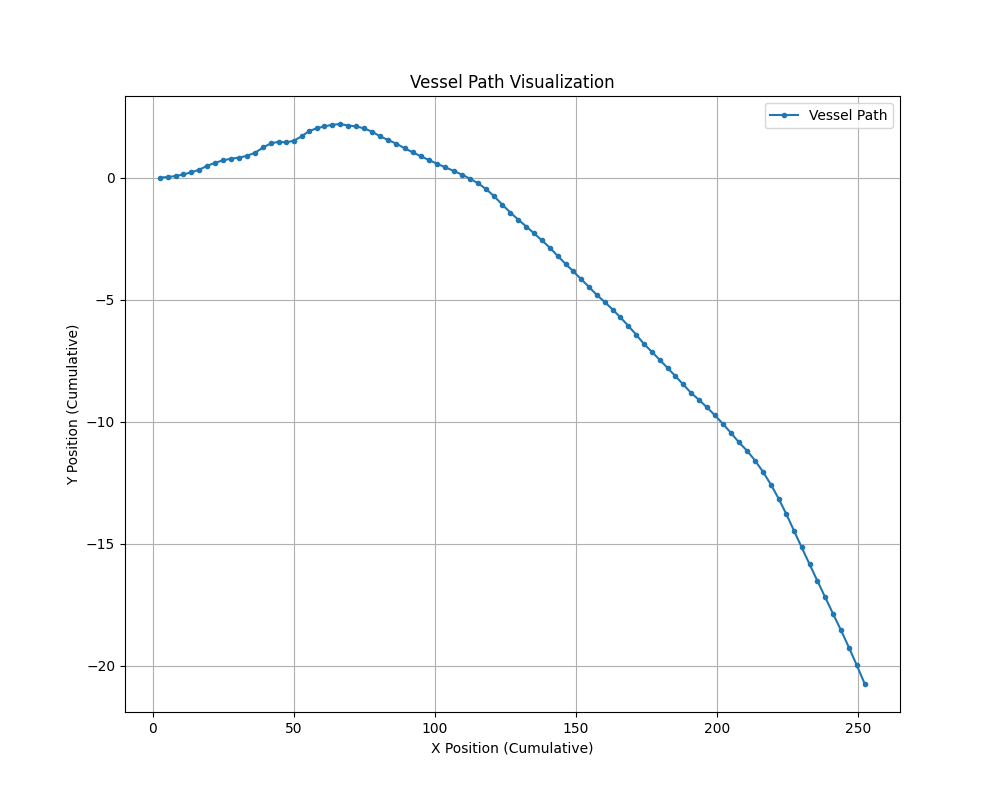 Vessel Path Visualization
Vessel Path
Y Position (Cumulative)
0
−5
−10
−15
−20
0 50 100 150 200 250
X Position (Cumulative)